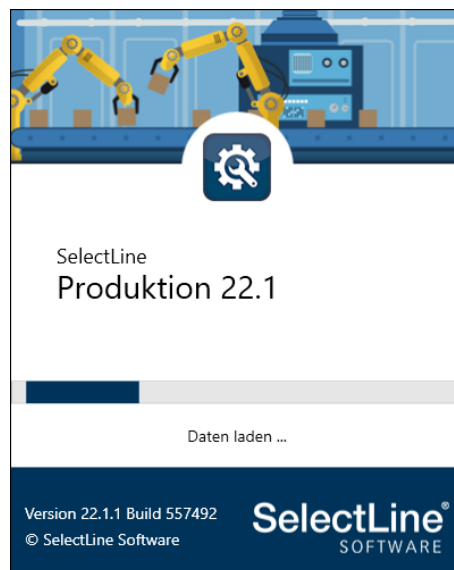 SelectLine
Produktion 22.1
Daten laden ...
Version 22.1.1 Build 557492
© SelectLine Software
SelectLine®
SOFTWARE